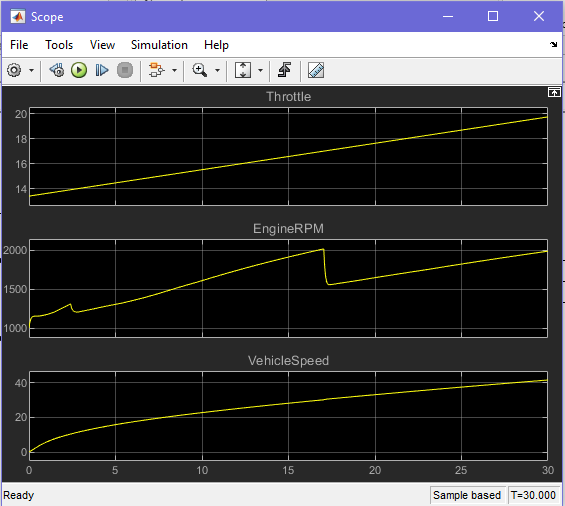 Scope
File Tools View Simulation Help
Throttle
20
18
16
14
EngineRPM
2000
1500
1000
VehicleSpeed
40
20
0
0 5 10 15 20 25 30
Ready Sample based T=30.000